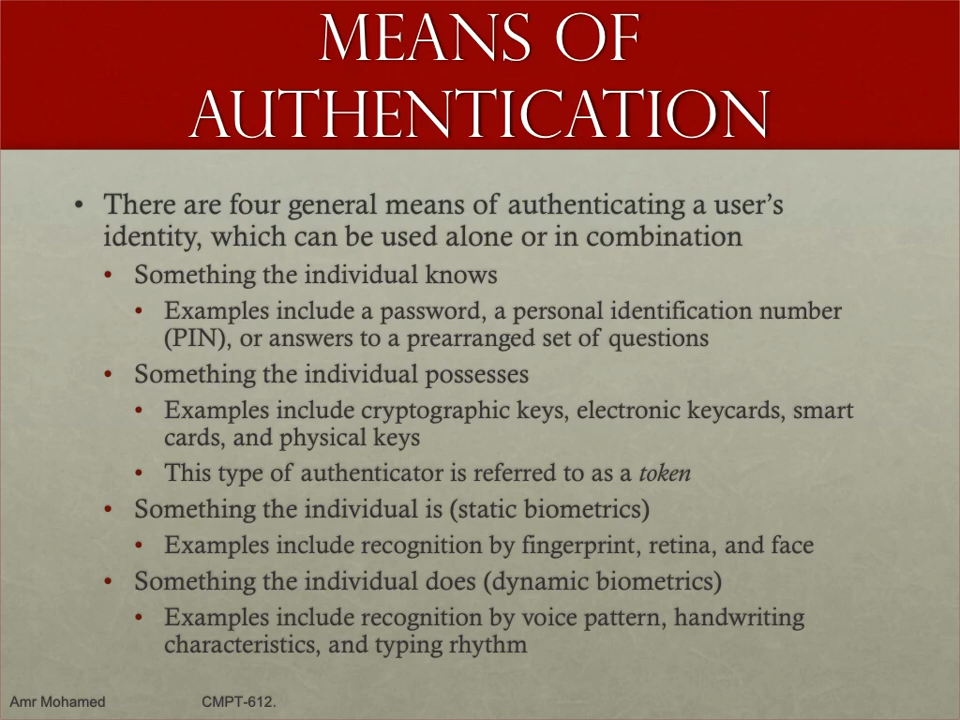 MEANS OF
AUTHENTICATION
• There are four general means of authenticating a user’s
identity, which can be used alone or in combination
• Something the individual knows
• Examples include a password, a personal identification number
(PIN), or answers to a prearranged set of questions
• Something the individual possesses
• Examples include cryptographic keys, electronic keycards, smart
cards, and physical keys
• This type of authenticator is referred to as a token
• Something the individual is (static biometrics)
• Examples include recognition by fingerprint, retina, and face
• Something the individual does (dynamic biometrics)
• Examples include recognition by voice pattern, handwriting
characteristics, and typing rhythm
Amr Mohamed CMPT-612.